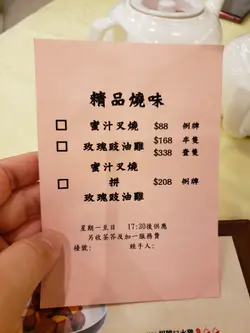 精品燒味
蜜汁叉燒 $88 例牌
玫瑰豉油雞 $168 半隻
$338 壹隻
蜜汁叉燒
拼 $208 例牌
玫瑰豉油雞
星期一至日 17:30後供應
另收茶芥及加一服務費
檯號: 經手人: